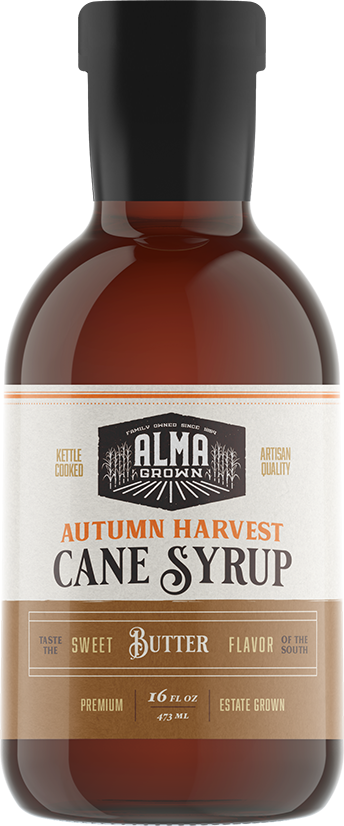 FAMILY OWNED SINCE 1859
ALMA
GROWN
KETTLE
COOKED
ARTISAN
QUALITY
AUTUMN HARVEST
CANE SYRUP
TASTE
THE
SWEET BUTTER FLAVOR
OF THE
SOUTH
PREMIUM
16 FL OZ
473 ML
ESTATE GROWN